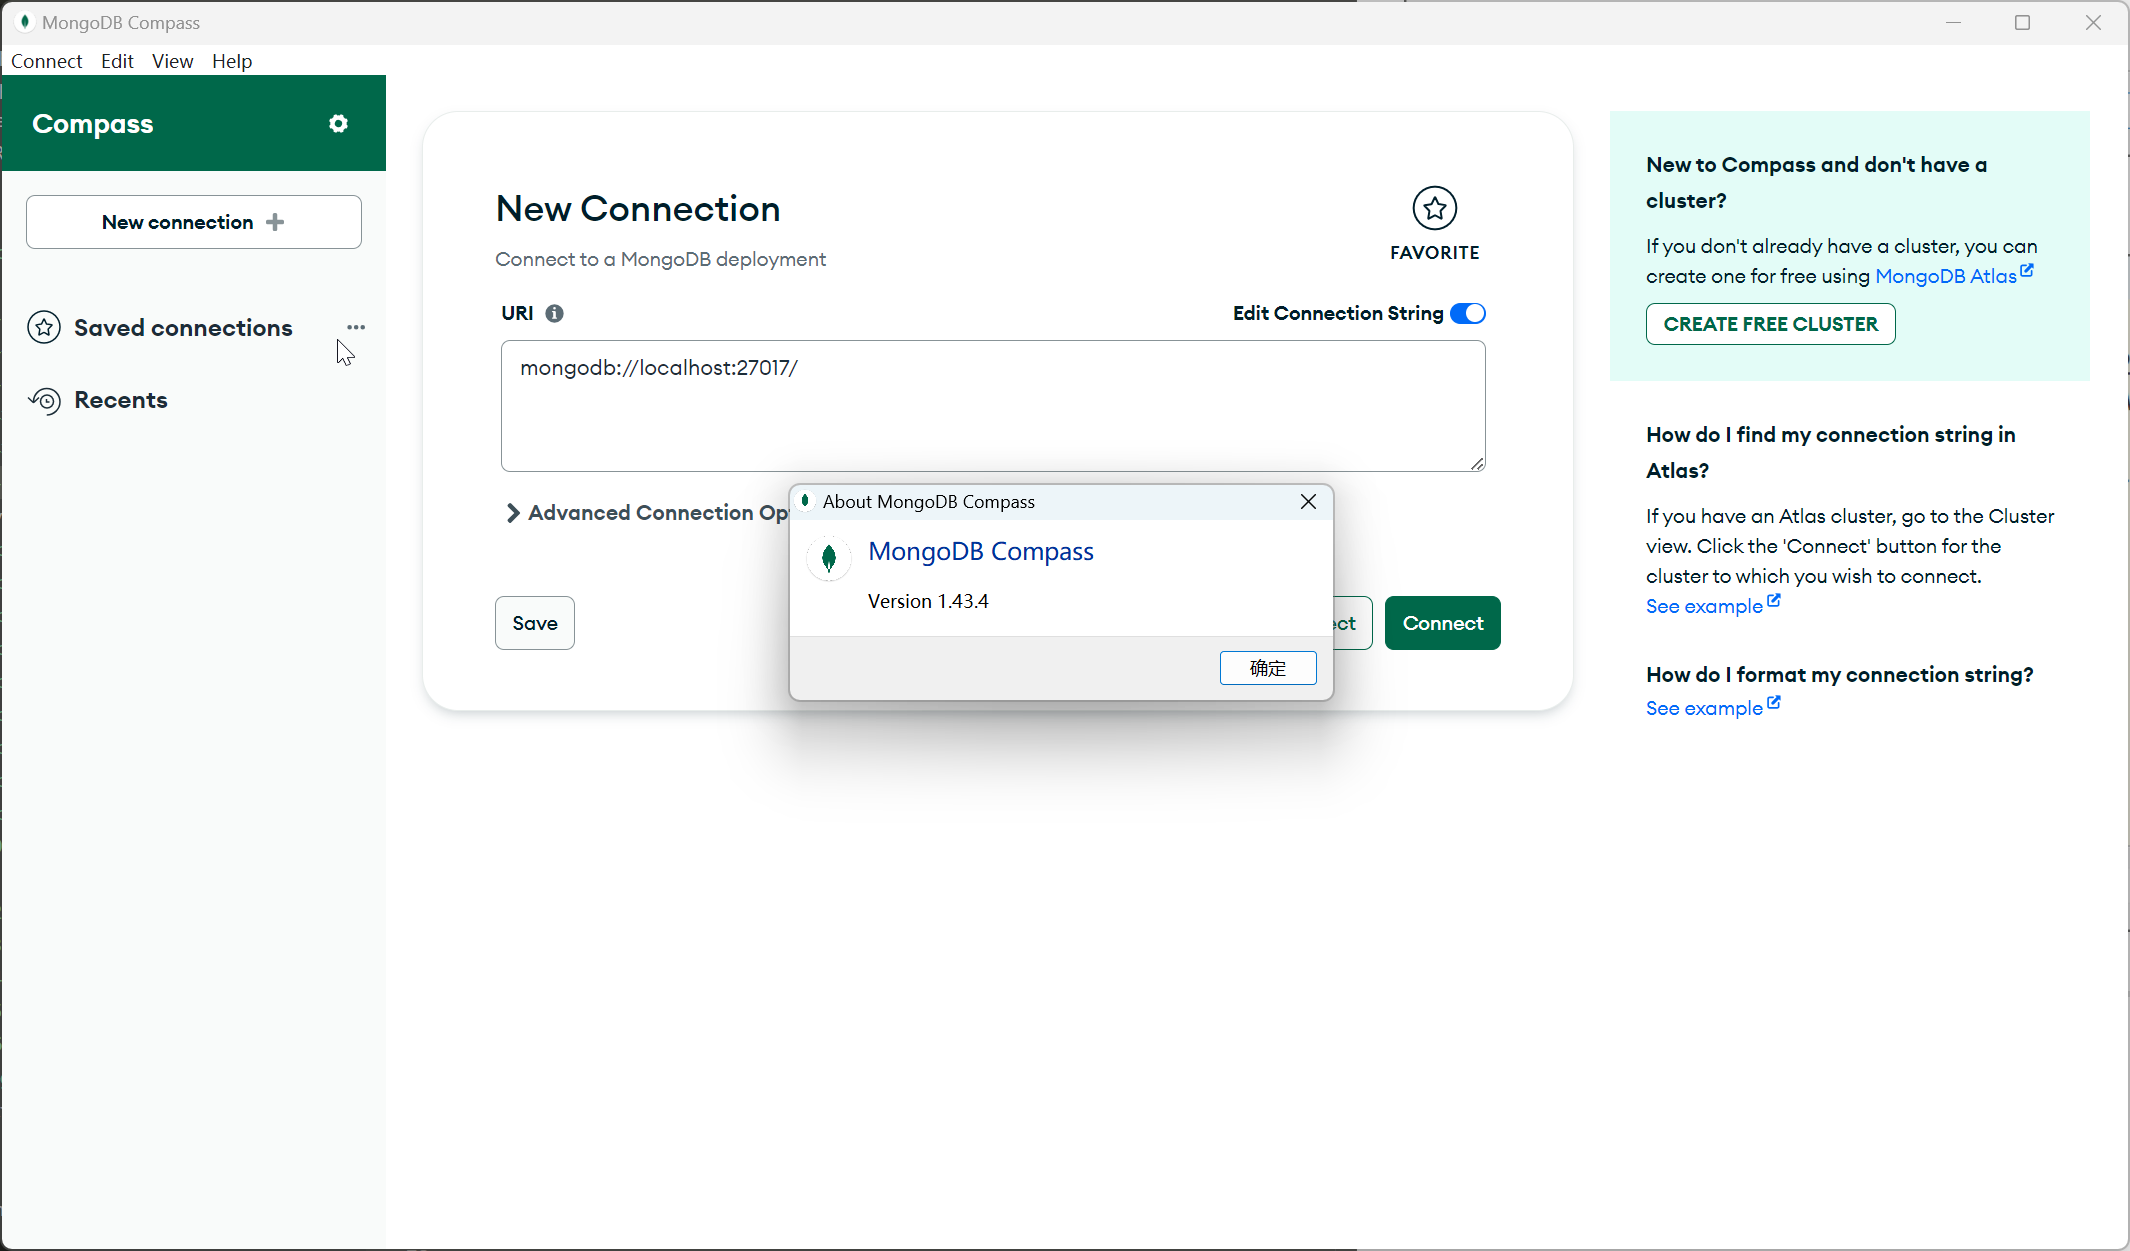 MongoDB Compass
Connect Edit View Help
Compass
New connection
Saved connections
Recents
New Connection
Connect to a MongoDB deployment
FAVORITE
URI
Edit Connection String
mongodb://localhost:27017/
Advanced Connection Op
Save
ect
Connect
About MongoDB Compass
MongoDB Compass
Version 1.43.4
确定
New to Compass and don't have a
cluster?
If you don't already have a cluster, you can
create one for free using MongoDB Atlas
CREATE FREE CLUSTER
How do I find my connection string in
Atlas?
If you have an Atlas cluster, go to the Cluster
view. Click the 'Connect' button for the
cluster to which you wish to connect.
See example
How do I format my connection string?
See example